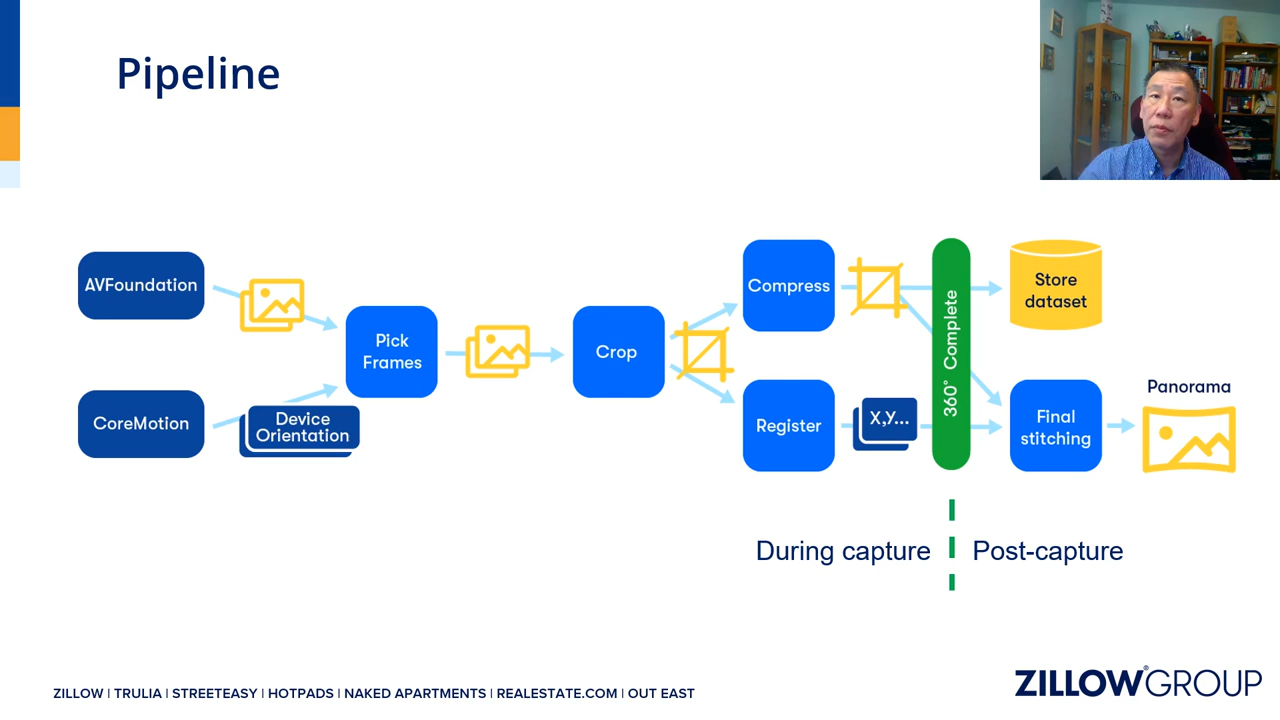 Pipeline
AVFoundation
CoreMotion
Device
Orientation
Pick
Frames
Crop
Compress
Register
X,Y...
360° Complete
Store
dataset
Final
stitching
Panorama
During capture
Post-capture
ZILLOW | TRULIA | STREETEASY | HOTPADS | NAKED APARTMENTS | REALESTATE.COM | OUT EAST
ZILLOW® GROUP